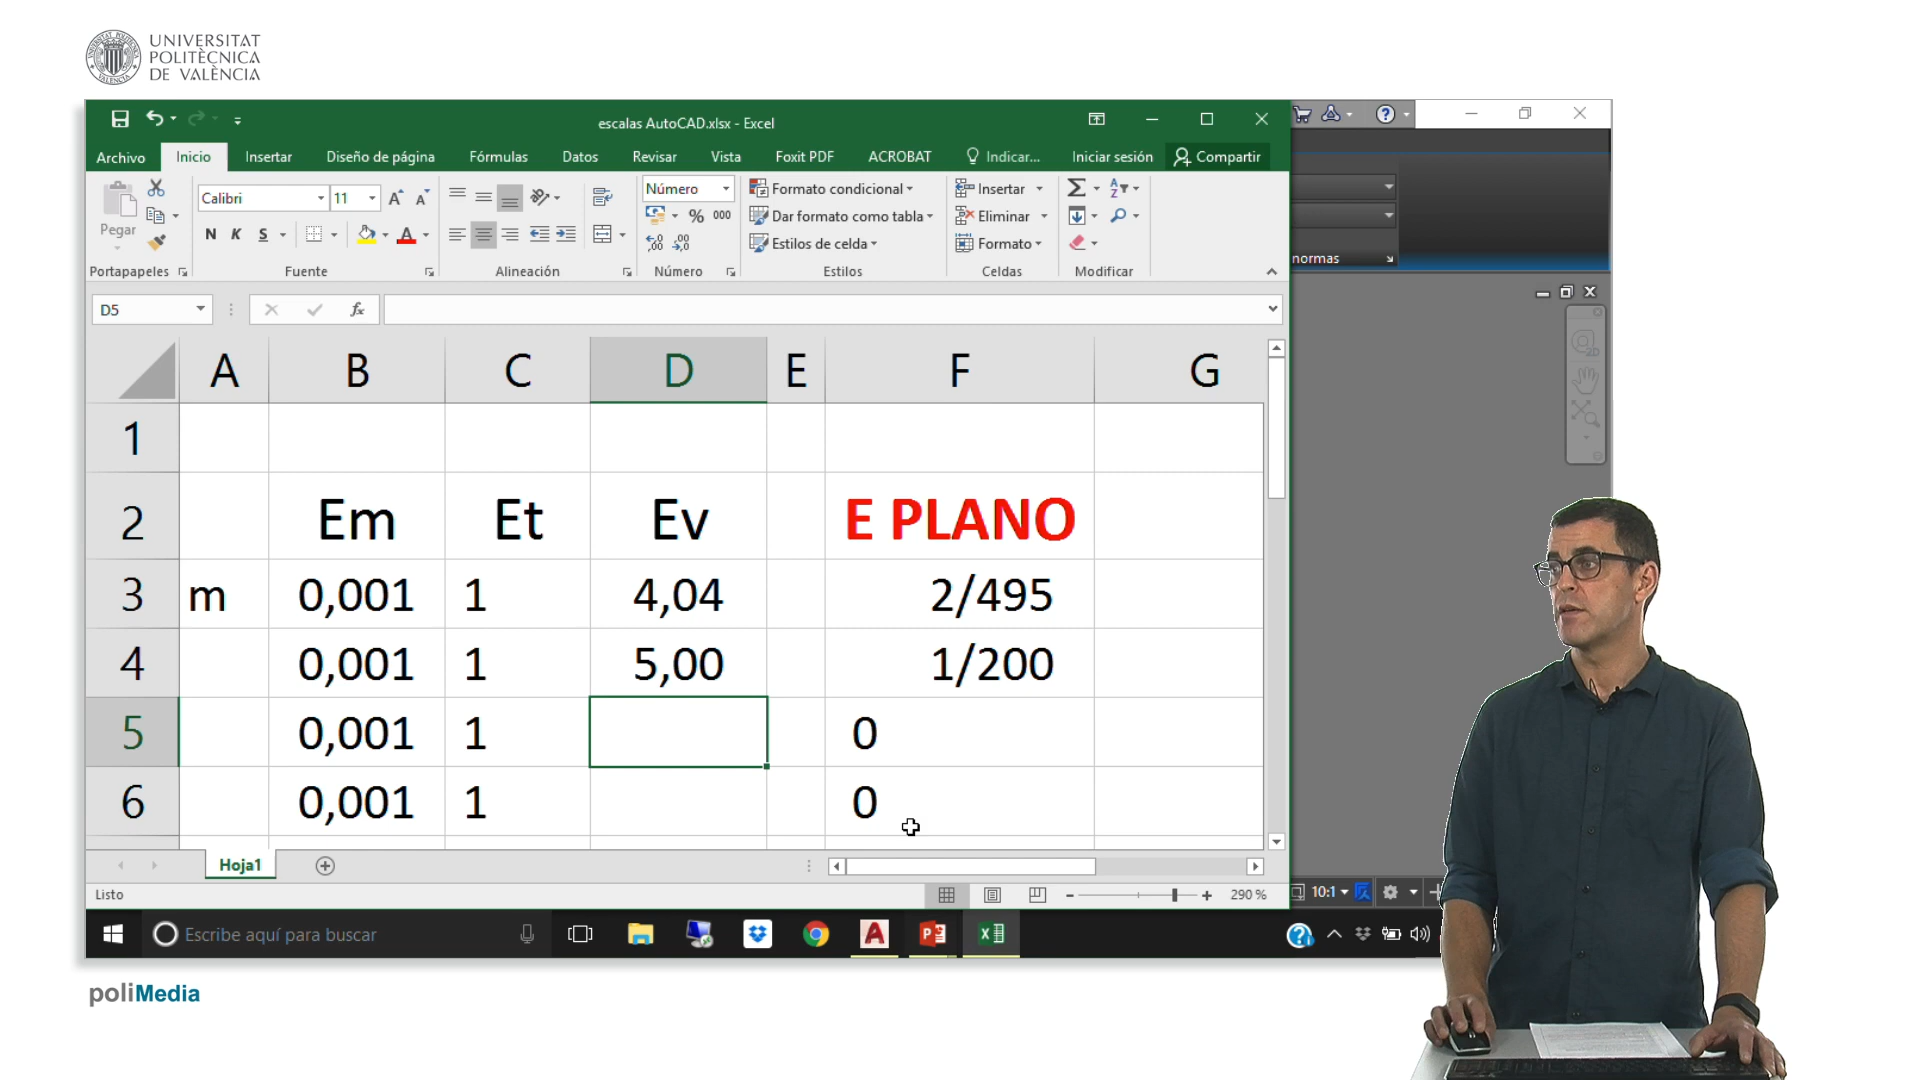 UNIVERSITAT
POLITÈCNICA
DE VALÈNCIA
escalas AutoCAD.xlsx - Excel
Archivo Inicio Insertar Diseño de página Fórmulas Datos Revisar Vista Foxit PDF ACROBAT Indicar... Iniciar sesión Compartir
Pegar
Calibri 11
N K S
Número
% 000
Formato condicional
Dar formato como tabla
Estilos de celda
Insertar
Eliminar
Formato
normas
Portapapeles Fuente Alineación Número Estilos Celdas Modificar
D5 fx
A B C D E F G
1
2 Em Et Ev E PLANO
3 m 0,001 1 4,04 2/495
4 0,001 1 5,00 1/200
5 0,001 1 0
6 0,001 1 0
Hoja1
Listo 290 % 10:1
Escribe aquí para buscar
poliMedia